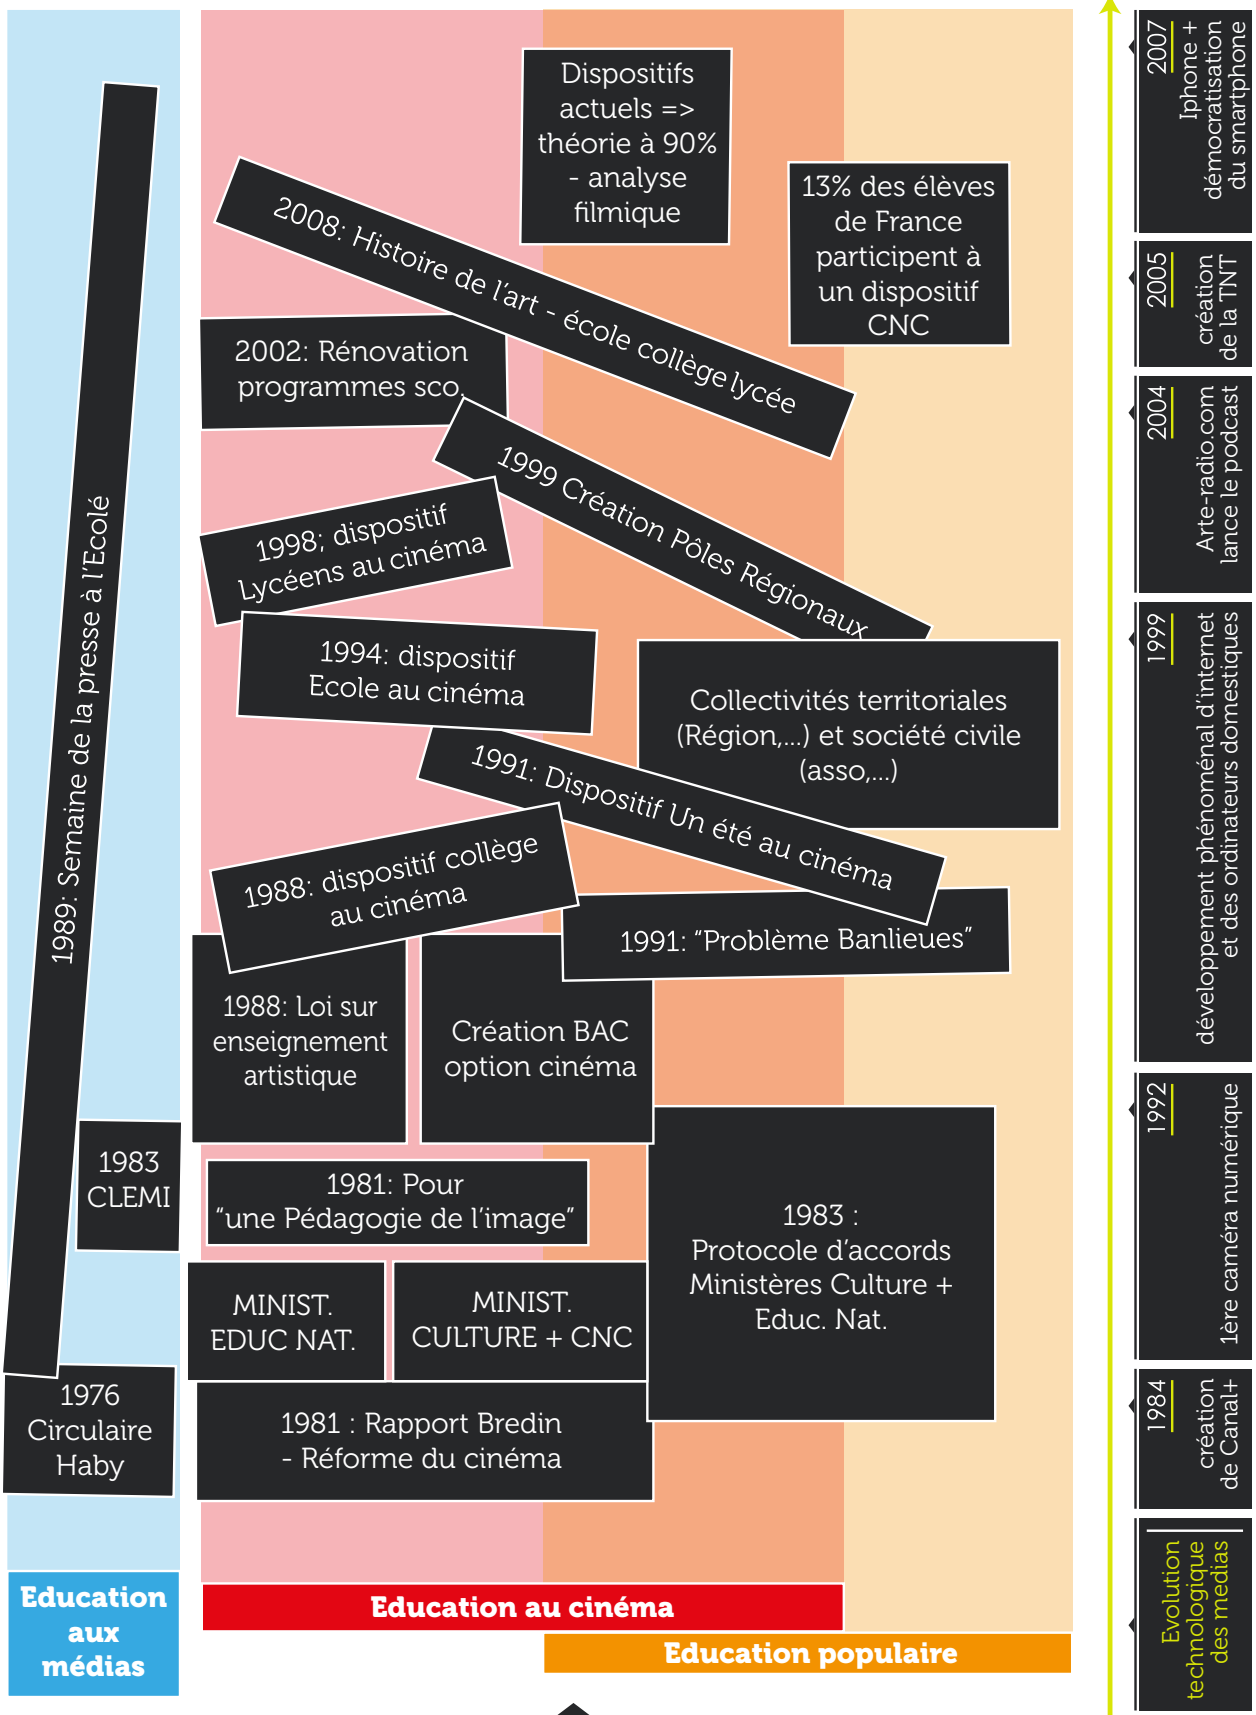 Dispositifs
actuels =>
théorie à 90%
- analyse
filmique
13% des élèves
de France
participent à
un dispositif
CNC
2008: Histoire de l'art - école collège lycée
2002: Rénovation
programmes sco.
1999 Création Pôles Régionaux
1998; dispositif
Lycéens au cinéma
1994: dispositif
Ecole au cinéma
Collectivités territoriales
(Région,...) et société civile
(asso,...)
1991: Dispositif Un été au cinéma
1988: dispositif collège
au cinéma
1991: “Problème Banlieues”
1988: Loi sur
enseignement
artistique
Création BAC
option cinéma
1989: Semaine de la presse à l'Ecolé
1983
CLEMI
1981: Pour
“une Pédagogie de l'image”
1983 :
Protocole d'accords
Ministères Culture +
Educ. Nat.
MINIST.
EDUC NAT.
MINIST.
CULTURE + CNC
1976
Circulaire
Haby
1981 : Rapport Bredin
- Réforme du cinéma
Education
aux
médias
Education au cinéma
Education populaire
2007
Iphone +
démocratisation
du smartphone
2005
création
de la TNT
2004
Arte-radio.com
lance le podcast
1999
développement phénoménal d'internet
et des ordinateurs domestiques
1992
1ère caméra numérique
1984
création
de Canal+
Evolution
technologique
des medias